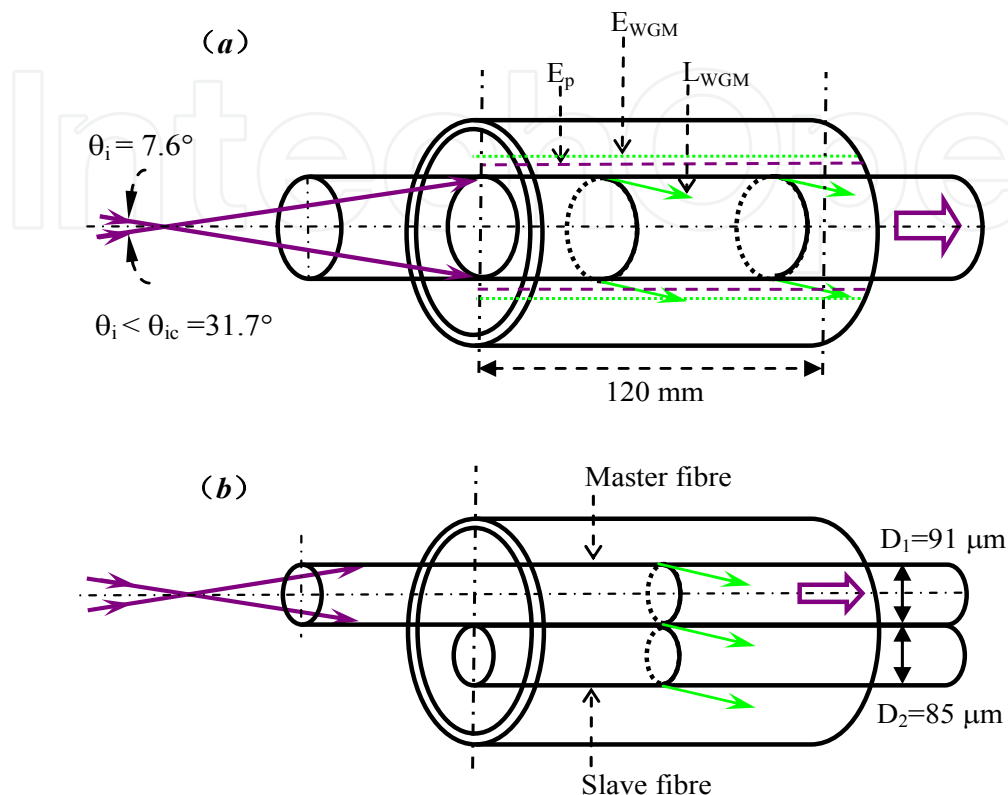 IntechOpe
(a)
E_WGM
E_p
L_WGM
θ_i = 7.6°
θ_i < θ_ic =31.7°
120 mm
(b)
Master fibre
D_1=91 μm
D_2=85 μm
Slave fibre